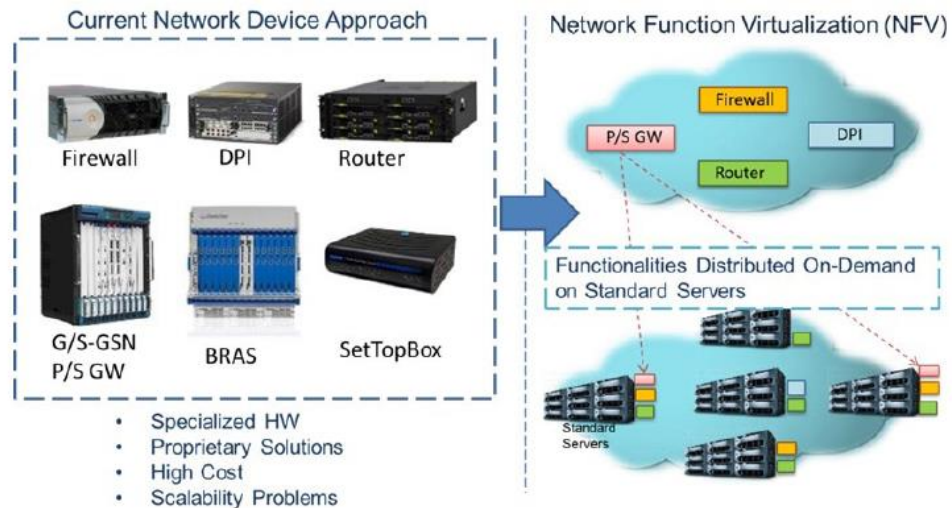 Current Network Device Approach
Firewall
DPI
Router
G/S-GSN
P/S GW
BRAS
SetTopBox
• Specialized HW
• Proprietary Solutions
• High Cost
• Scalability Problems
Network Function Virtualization (NFV)
Firewall
P/S GW
DPI
Router
Functionalities Distributed On-Demand
on Standard Servers
Standard
Servers